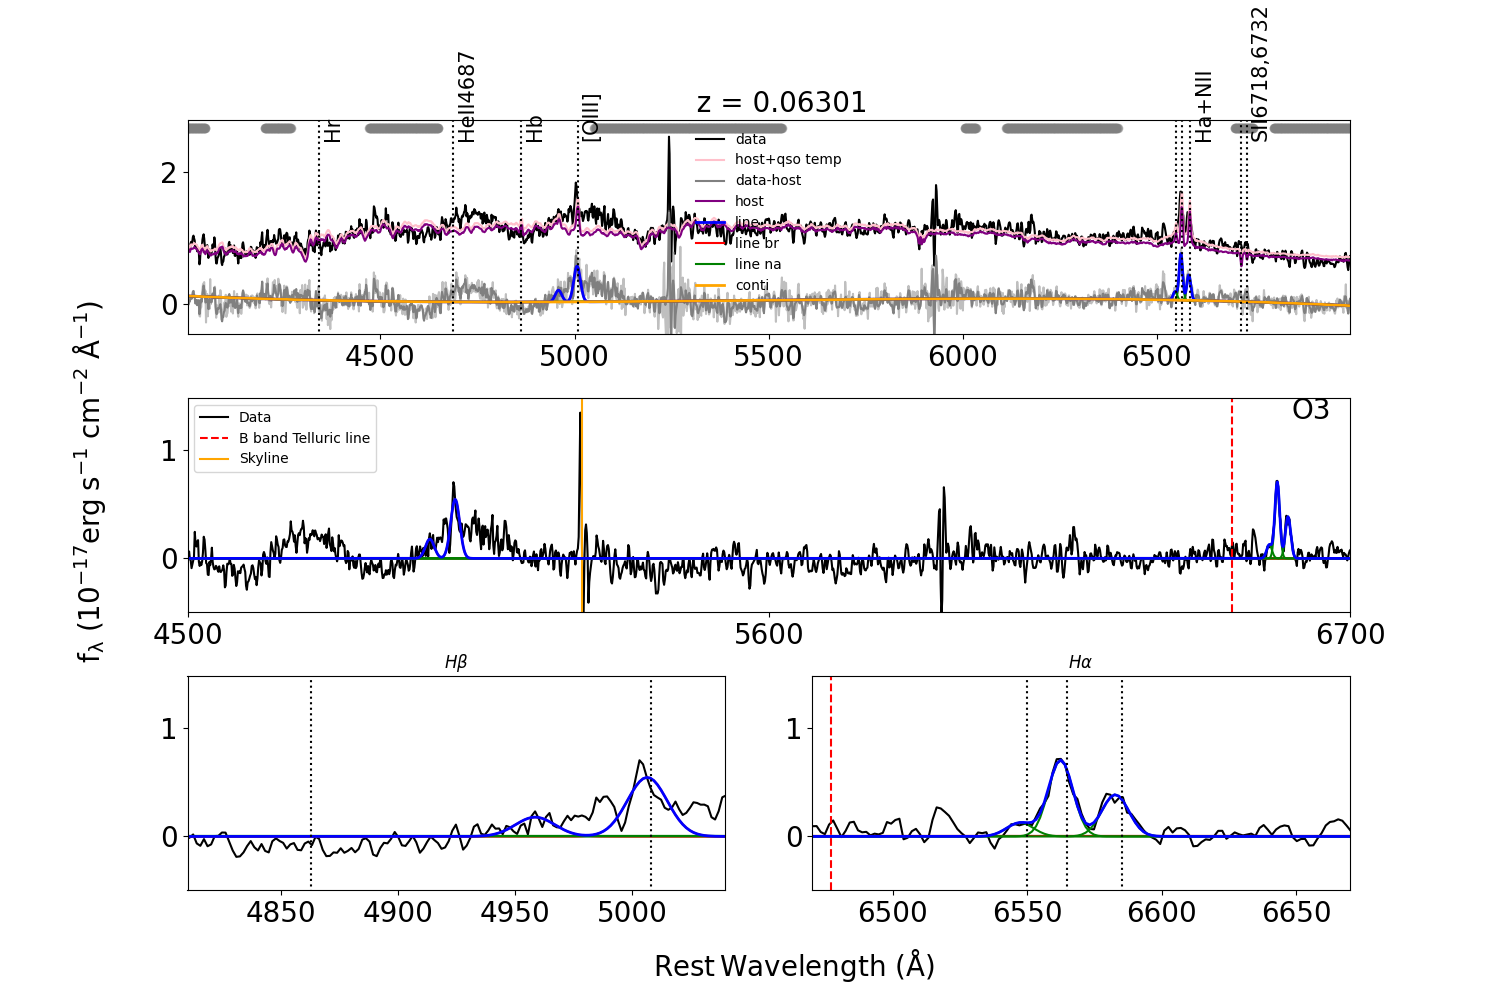 z = 0.06301
Hr
HeII4687
Hb
[OIII]
Ha+NII
SII6718,6732
data
host+qso temp
data-host
host
line
line br
line na
conti
2
0
4500 5000 5500 6000 6500
O3
Data
B band Telluric line
Skyline
1
0
4500 5600 6700
fλ (10⁻¹⁷erg s⁻¹ cm⁻² Å⁻¹)
Hβ
1
0
4850 4900 4950 5000
Hα
1
0
6500 6550 6600 6650
Rest Wavelength (Å)